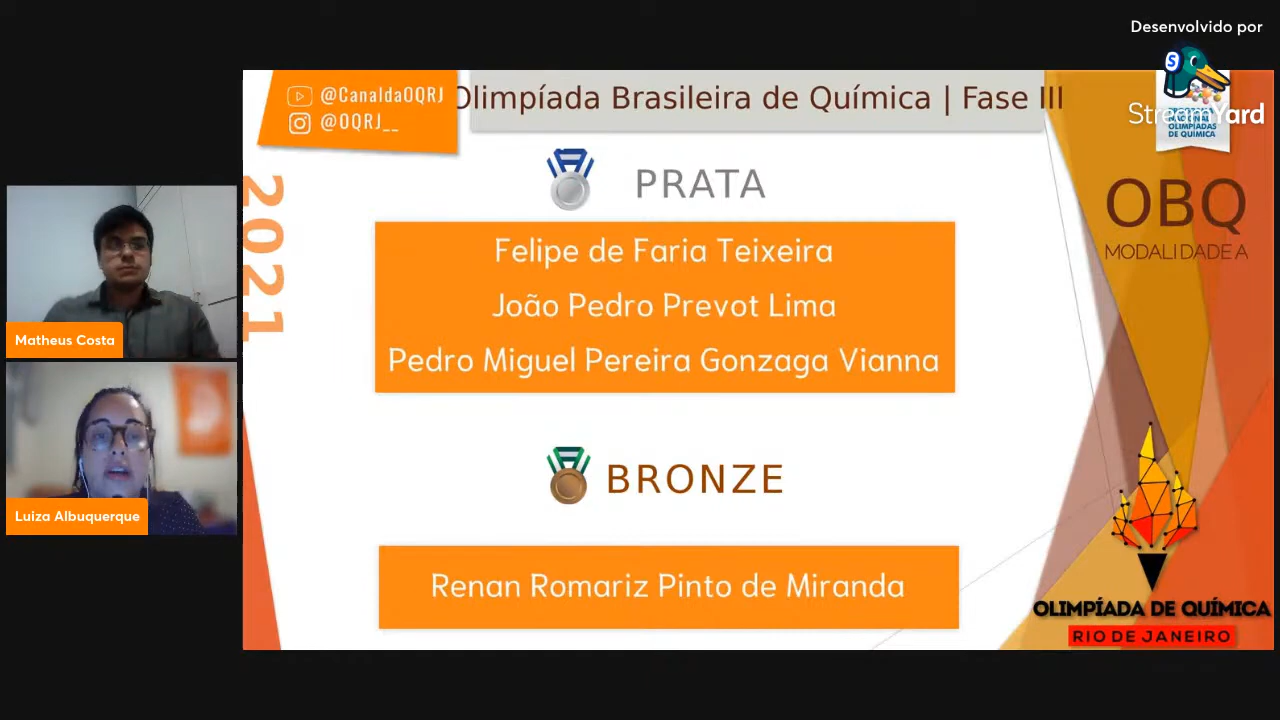 Desenvolvido por
StreamYard
@CanaldaOQRJ
@OQRJ__
Olimpíada Brasileira de Química | Fase III
NACIONAL
OLIMPÍADAS
DE QUÍMICA
2021
PRATA
OBQ
MODALIDADE A
Felipe de Faria Teixeira
João Pedro Prevot Lima
Pedro Miguel Pereira Gonzaga Vianna
Matheus Costa
BRONZE
Luiza Albuquerque
Renan Romariz Pinto de Miranda
OLIMPÍADA DE QUÍMICA
RIO DE JANEIRO